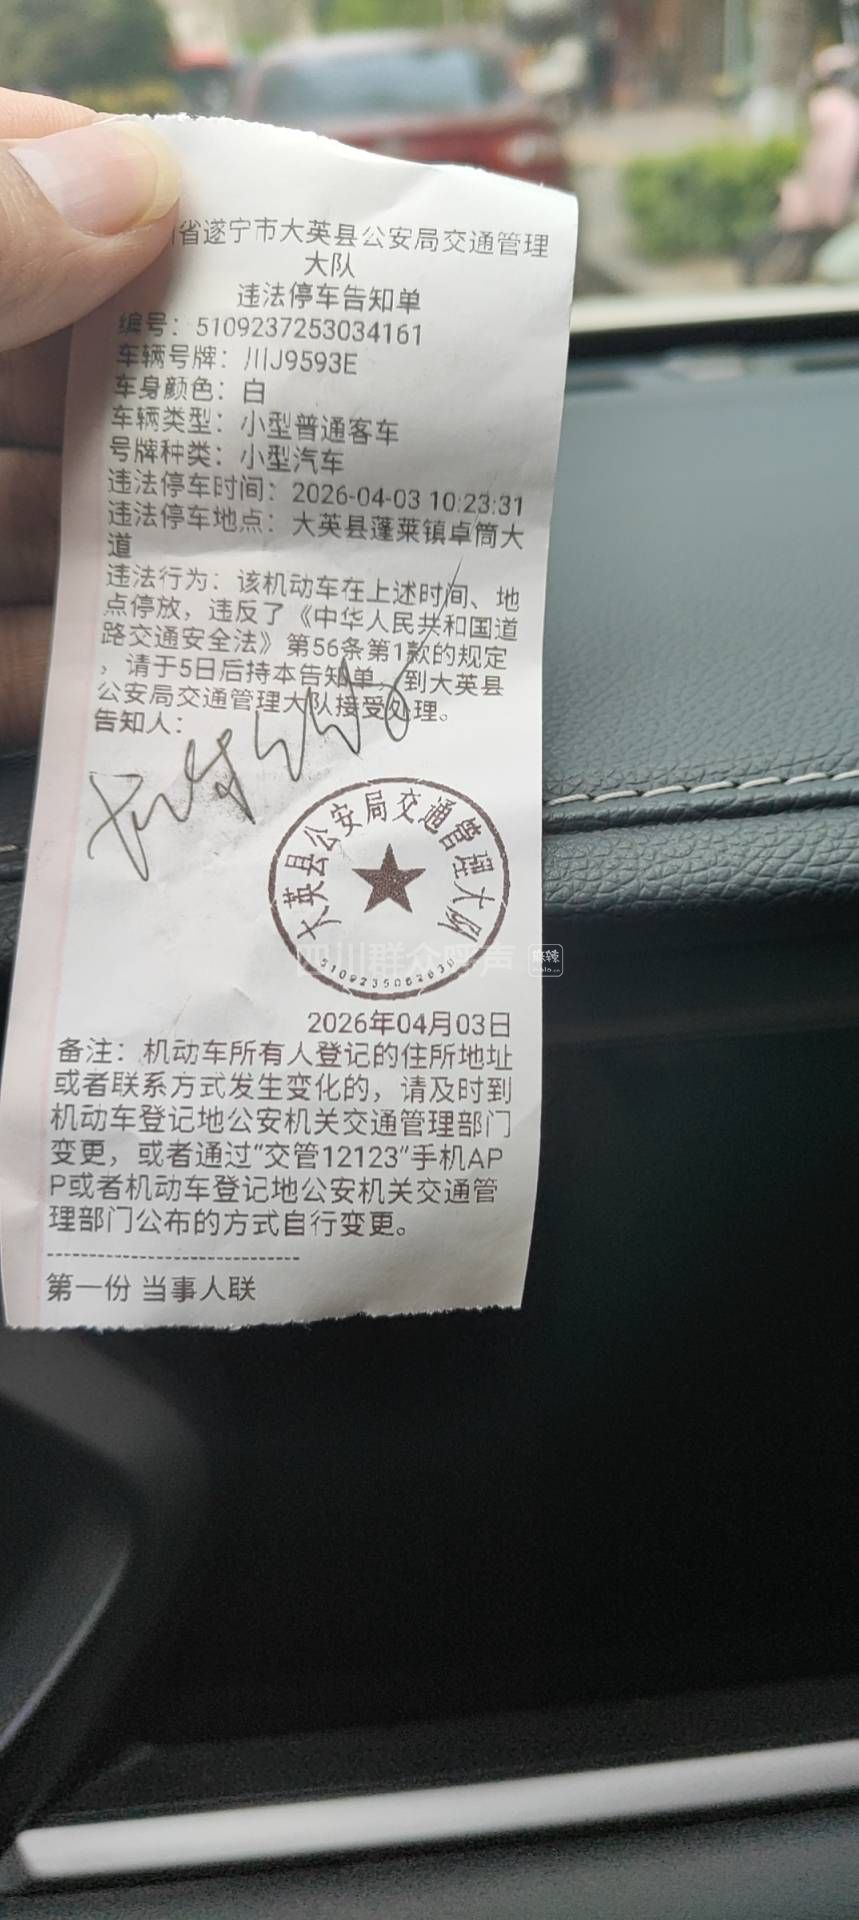 省遂宁市大英县公安局交通管理
大队
违法停车告知单
编号：5109237253034161
车辆号牌：川J9593E
车身颜色：白
车辆类型：小型普通客车
号牌种类：小型汽车
违法停车时间：2026-04-03 10:23:31
违法停车地点：大英县蓬莱镇卓筒大
道
违法行为：该机动车在上述时间、地
点停放，违反了《中华人民共和国道
路交通安全法》第56条第1款的规定
，请于5日后持本告知单，到大英县
公安局交通管理大队接受处理。
告知人：
大英县公安局交通管理大队
四川群众呼声 麻辣
2026年04月03日
备注：机动车所有人登记的住所地址
或者联系方式发生变化的，请及时到
机动车登记地公安机关交通管理部门
变更，或者通过“交管12123”手机AP
P或者机动车登记地公安机关交通管
理部门公布的方式自行变更。
------------------------------
第一份 当事人联